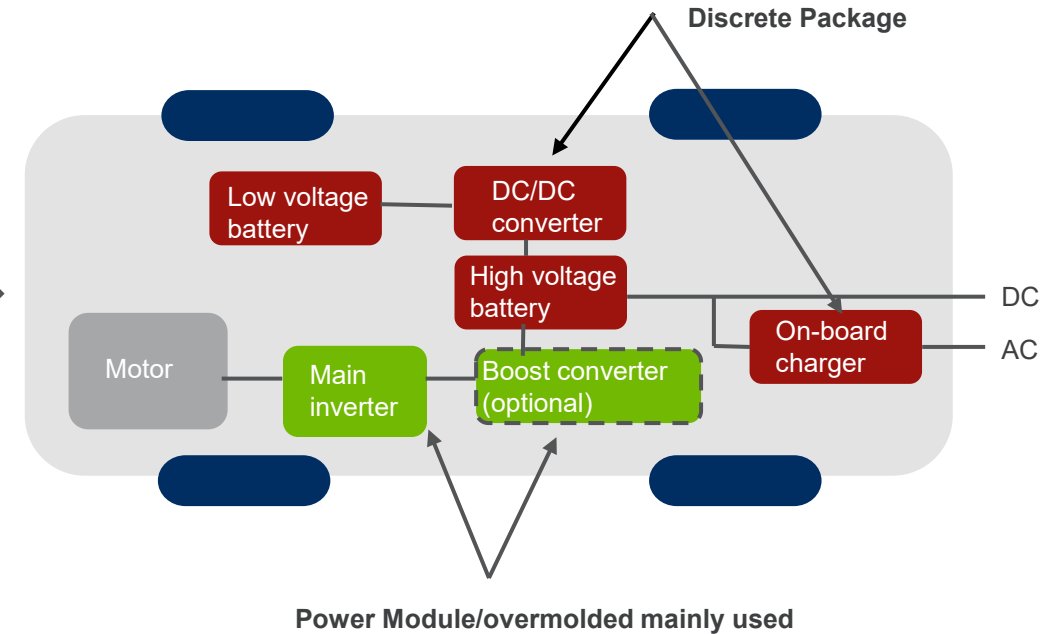 Discrete Package
Low voltage
battery
DC/DC
converter
High voltage
battery
DC
On-board
charger
AC
Motor
Main
inverter
Boost converter
(optional)
Power Module/overmolded mainly used